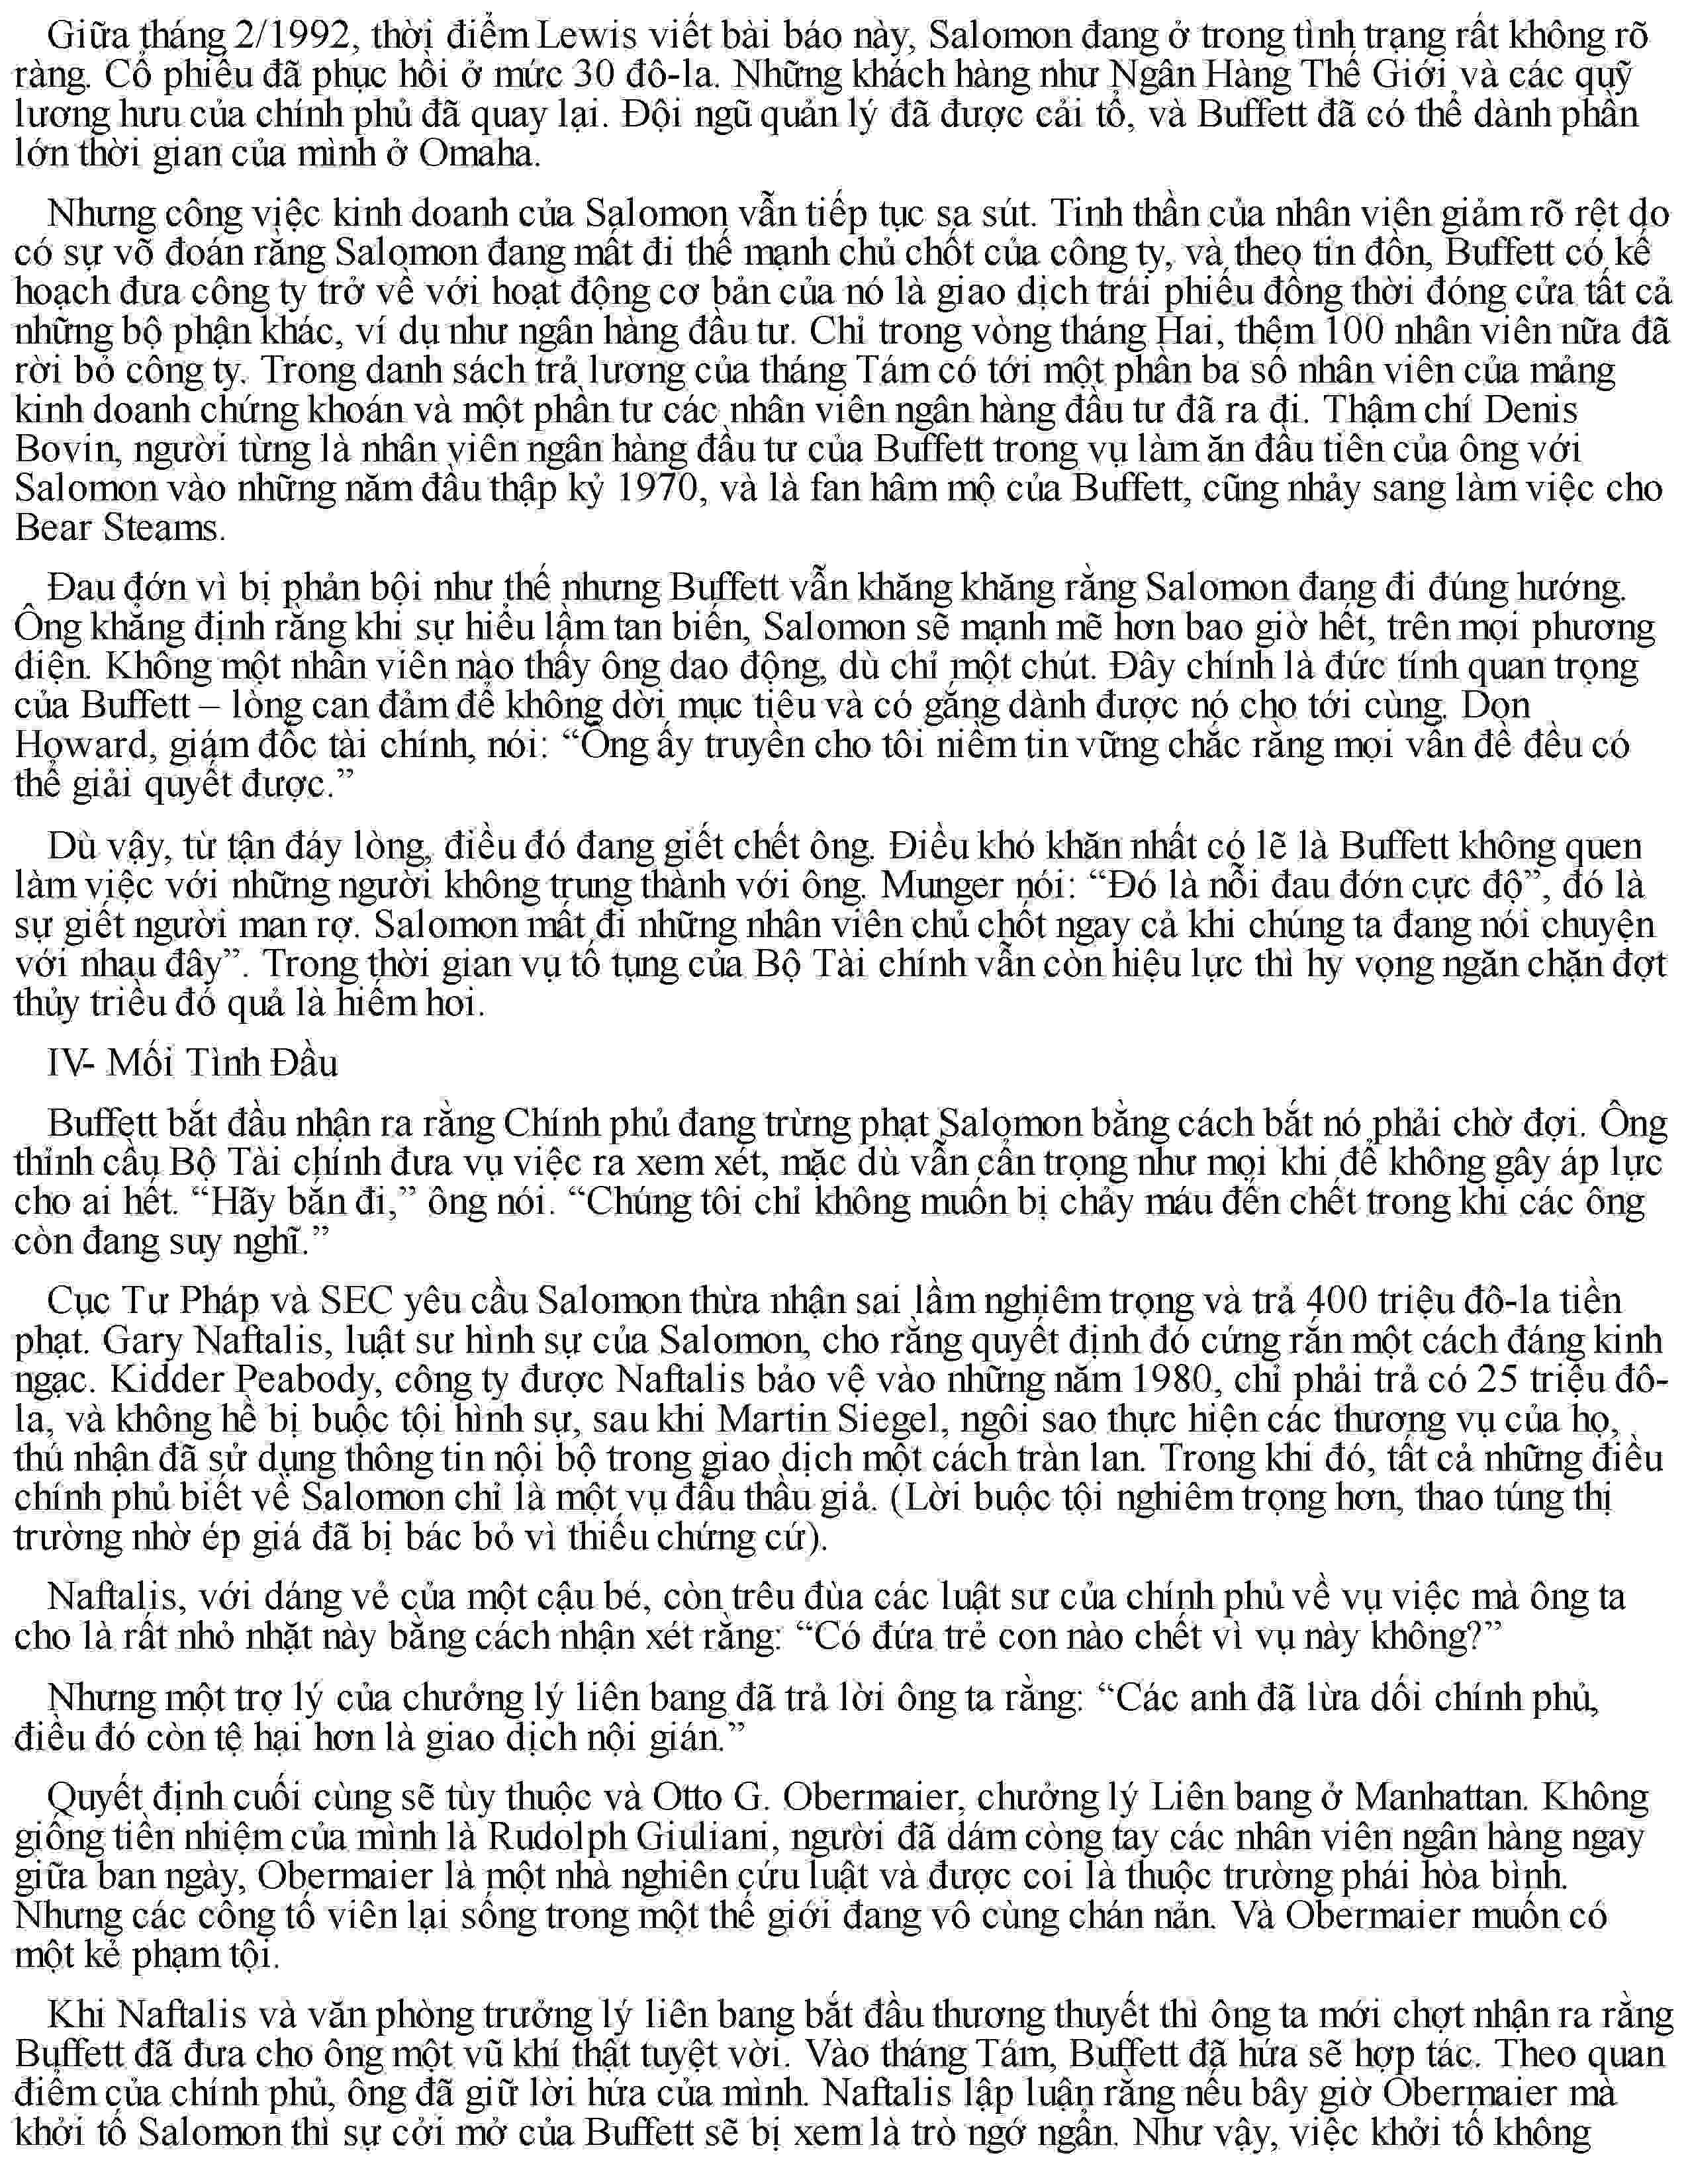 Giữa tháng 2/1992, thời điểm Lewis viết bài báo này, Salomon đang ở trong tình trạng rất không rõ
ràng. Cổ phiếu đã phục hồi ở mức 30 đô-la. Những khách hàng như Ngân Hàng Thế Giới và các quỹ
lương hưu của chính phủ đã quay lại. Đội ngũ quản lý đã được cải tổ, và Buffett đã có thể dành phần
lớn thời gian của mình ở Omaha.
Nhưng công việc kinh doanh của Salomon vẫn tiếp tục sa sút. Tinh thần của nhân viên giảm rõ rệt do
có sự võ đoán rằng Salomon đang mất đi thế mạnh chủ chốt của công ty, và theo tin đồn, Buffett có kế
hoạch đưa công ty trở về với hoạt động cơ bản của nó là giao dịch trái phiếu đồng thời đóng cửa tất cả
những bộ phận khác, ví dụ như ngân hàng đầu tư. Chỉ trong vòng tháng Hai, thêm 100 nhân viên nữa đã
rời bỏ công ty. Trong danh sách trả lương của tháng Tám có tới một phần ba số nhân viên của mảng
kinh doanh chứng khoán và một phần tư các nhân viên ngân hàng đầu tư đã ra đi. Thậm chí Denis
Bovin, người từng là nhân viên ngân hàng đầu tư của Buffett trong vụ làm ăn đầu tiên của ông với
Salomon vào những năm đầu thập kỷ 1970, và là fan hâm mộ của Buffett, cũng nhảy sang làm việc cho
Bear Steams.
Đau đớn vì bị phản bội như thế nhưng Buffett vẫn khăng khăng rằng Salomon đang đi đúng hướng.
Ông khẳng định rằng khi sự hiểu lầm tan biến, Salomon sẽ mạnh mẽ hơn bao giờ hết, trên mọi phương
diện. Không một nhân viên nào thấy ông dao động, dù chỉ một chút. Đây chính là đức tính quan trọng
của Buffett – lòng can đảm để không dời mục tiêu và có gắng dành được nó cho tới cùng. Don
Howard, giám đốc tài chính, nói: “Ông ấy truyền cho tôi niềm tin vững chắc rằng mọi vấn đề đều có
thể giải quyết được.”
Dù vậy, từ tận đáy lòng, điều đó đang giết chết ông. Điều khó khăn nhất có lẽ là Buffett không quen
làm việc với những người không trung thành với ông. Munger nói: “Đó là nỗi đau đớn cực độ”, đó là
sự giết người man rợ. Salomon mất đi những nhân viên chủ chốt ngay cả khi chúng ta đang nói chuyện
với nhau đây”. Trong thời gian vụ tố tụng của Bộ Tài chính vẫn còn hiệu lực thì hy vọng ngăn chặn đợt
thủy triều đó quả là hiếm hoi.
IV- Mối Tình Đầu
Buffett bắt đầu nhận ra rằng Chính phủ đang trừng phạt Salomon bằng cách bắt nó phải chờ đợi. Ông
thỉnh cầu Bộ Tài chính đưa vụ việc ra xem xét, mặc dù vẫn cẩn trọng như mọi khi để không gây áp lực
cho ai hết. “Hãy bắn đi,” ông nói. “Chúng tôi chỉ không muốn bị chảy máu đến chết trong khi các ông
còn đang suy nghĩ.”
Cục Tư Pháp và SEC yêu cầu Salomon thừa nhận sai lầm nghiêm trọng và trả 400 triệu đô-la tiền
phạt. Gary Naftalis, luật sư hình sự của Salomon, cho rằng quyết định đó cứng rắn một cách đáng kinh
ngạc. Kidder Peabody, công ty được Naftalis bảo vệ vào những năm 1980, chỉ phải trả có 25 triệu đô-
la, và không hề bị buộc tội hình sự, sau khi Martin Siegel, ngôi sao thực hiện các thương vụ của họ,
thú nhận đã sử dụng thông tin nội bộ trong giao dịch một cách tràn lan. Trong khi đó, tất cả những điều
chính phủ biết về Salomon chỉ là một vụ đấu thầu giả. (Lời buộc tội nghiêm trọng hơn, thao túng thị
trường nhờ ép giá đã bị bác bỏ vì thiếu chứng cứ).
Naftalis, với dáng vẻ của một cậu bé, còn trêu đùa các luật sư của chính phủ về vụ việc mà ông ta
cho là rất nhỏ nhặt này bằng cách nhận xét rằng: “Có đứa trẻ con nào chết vì vụ này không?”
Nhưng một trợ lý của chưởng lý liên bang đã trả lời ông ta rằng: “Các anh đã lừa dối chính phủ,
điều đó còn tệ hại hơn là giao dịch nội gián.”
Quyết định cuối cùng sẽ tùy thuộc và Otto G. Obermaier, chưởng lý Liên bang ở Manhattan. Không
giống tiền nhiệm của mình là Rudolph Giuliani, người đã dám còng tay các nhân viên ngân hàng ngay
giữa ban ngày, Obermaier là một nhà nghiên cứu luật và được coi là thuộc trường phái hòa bình.
Nhưng các công tố viên lại sống trong một thế giới đang vô cùng chán nản. Và Obermaier muốn có
một kẻ phạm tội.
Khi Naftalis và văn phòng trưởng lý liên bang bắt đầu thương thuyết thì ông ta mới chợt nhận ra rằng
Buffett đã đưa cho ông một vũ khí thật tuyệt vời. Vào tháng Tám, Buffett đã hứa sẽ hợp tác. Theo quan
điểm của chính phủ, ông đã giữ lời hứa của mình. Naftalis lập luận rằng nếu bây giờ Obermaier mà
khởi tố Salomon thì sự cởi mở của Buffett sẽ bị xem là trò ngớ ngẩn. Như vậy, việc khởi tố không